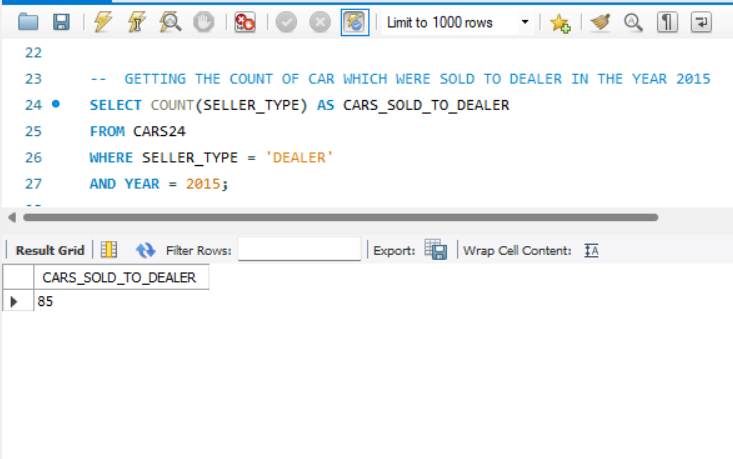 Limit to 1000 rows
22
23 -- GETTING THE COUNT OF CAR WHICH WERE SOLD TO DEALER IN THE YEAR 2015
24 SELECT COUNT(SELLER_TYPE) AS CARS_SOLD_TO_DEALER
25 FROM CARS24
26 WHERE SELLER_TYPE = 'DEALER'
27 AND YEAR = 2015;
Result Grid Filter Rows: Export: Wrap Cell Content:
CARS_SOLD_TO_DEALER
85